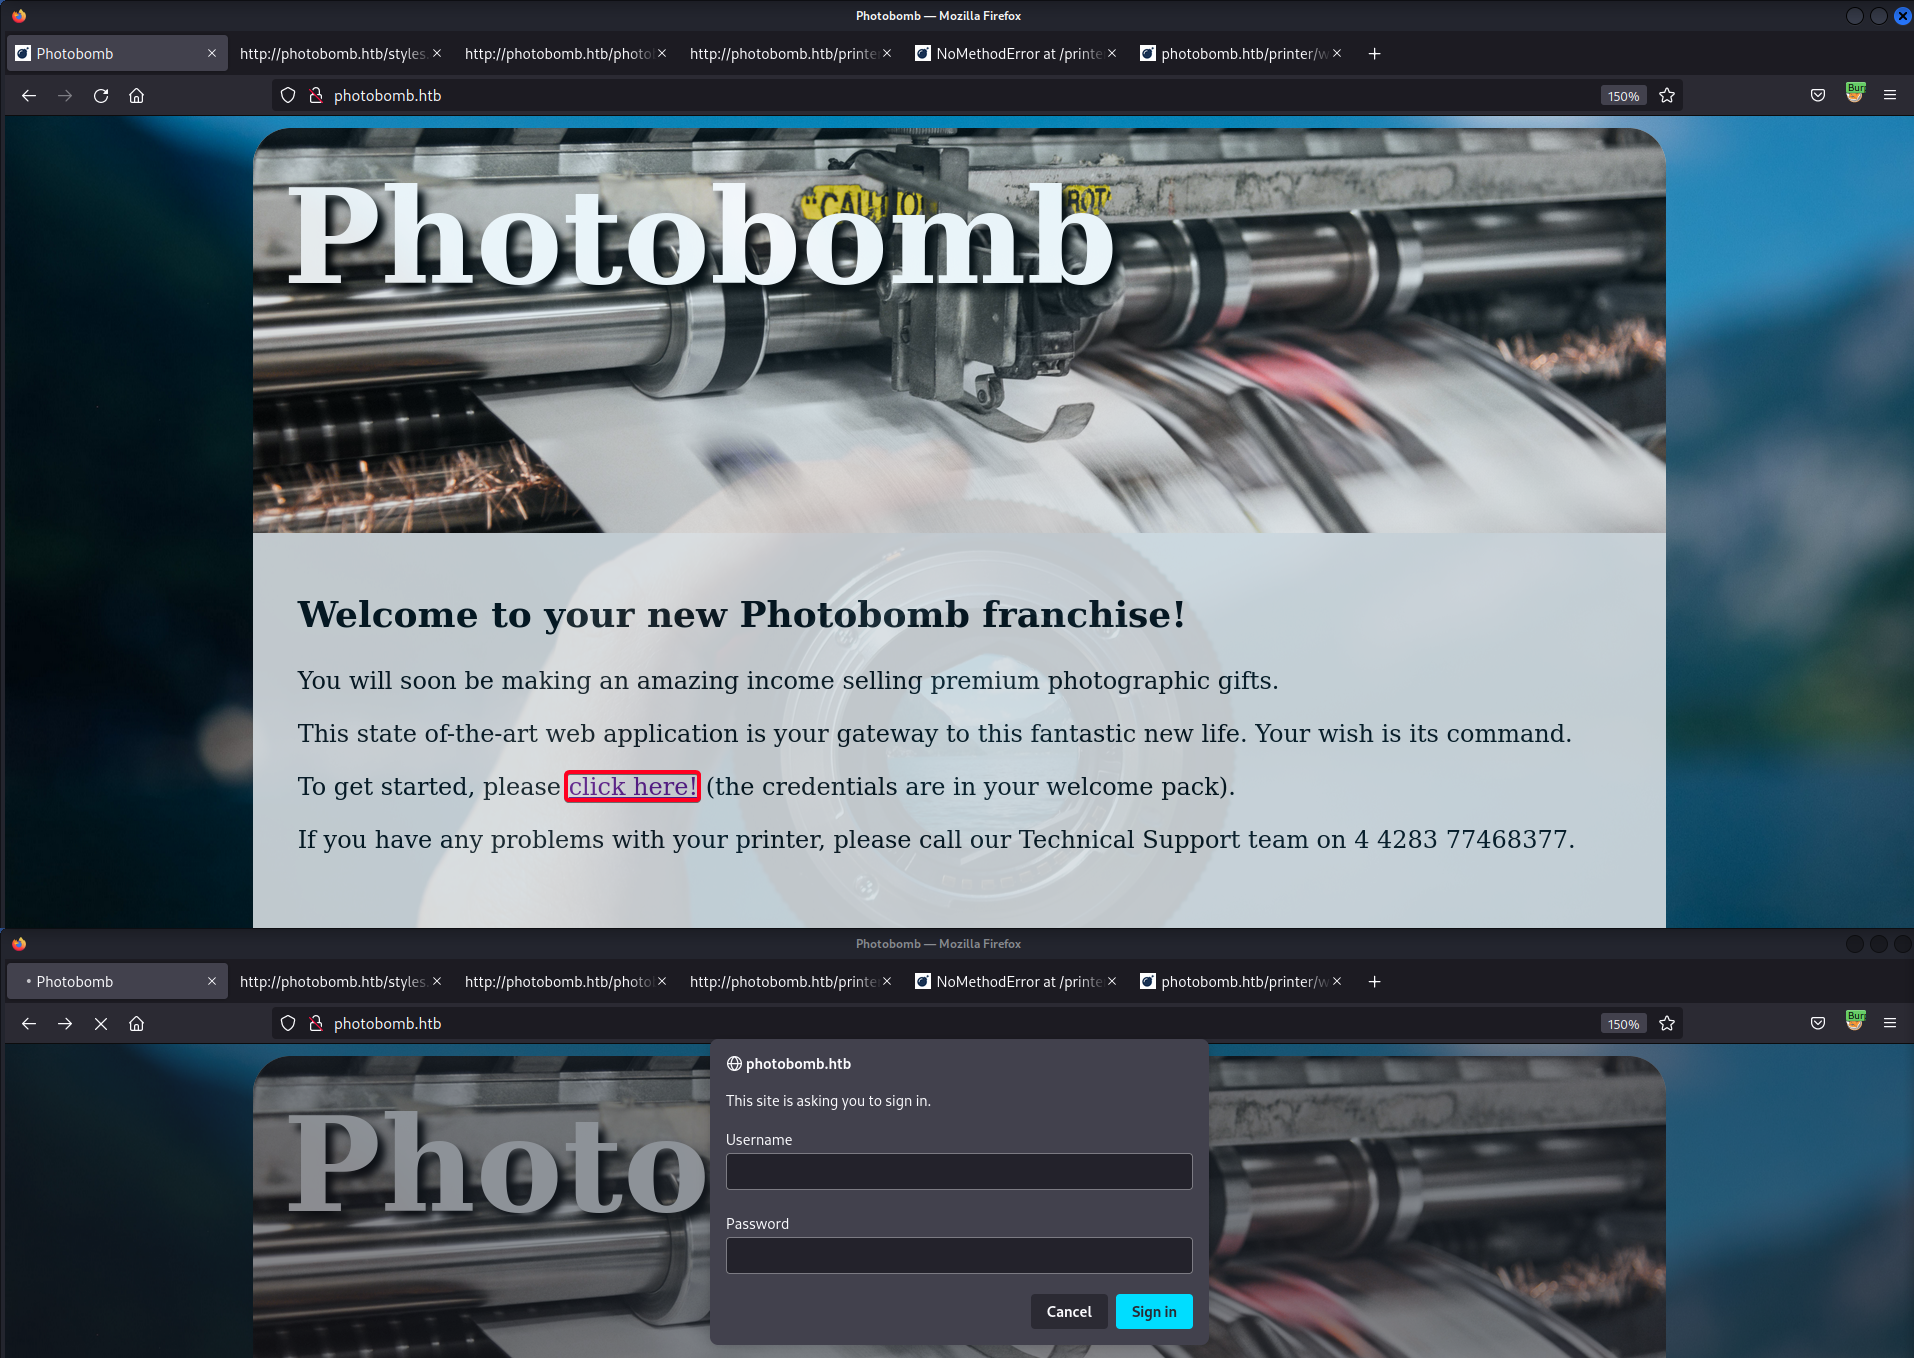 Photobomb — Mozilla Firefox
Photobomb
http://photobomb.htb/styles.
http://photobomb.htb/photo
http://photobomb.htb/printe
NoMethodError at /printe
photobomb.htb/printer/w
photobomb.htb
150%
Bur
"CAUTION
ROT
Photobomb
Welcome to your new Photobomb franchise!
You will soon be making an amazing income selling premium photographic gifts.
This state of-the-art web application is your gateway to this fantastic new life. Your wish is its command.
To get started, please click here! (the credentials are in your welcome pack).
If you have any problems with your printer, please call our Technical Support team on 4 4283 77468377.
Photobomb — Mozilla Firefox
Photobomb
http://photobomb.htb/styles.
http://photobomb.htb/photo
http://photobomb.htb/printe
NoMethodError at /printe
photobomb.htb/printer/w
photobomb.htb
150%
Bur
Photo
photobomb.htb
This site is asking you to sign in.
Username
Password
Cancel
Sign in